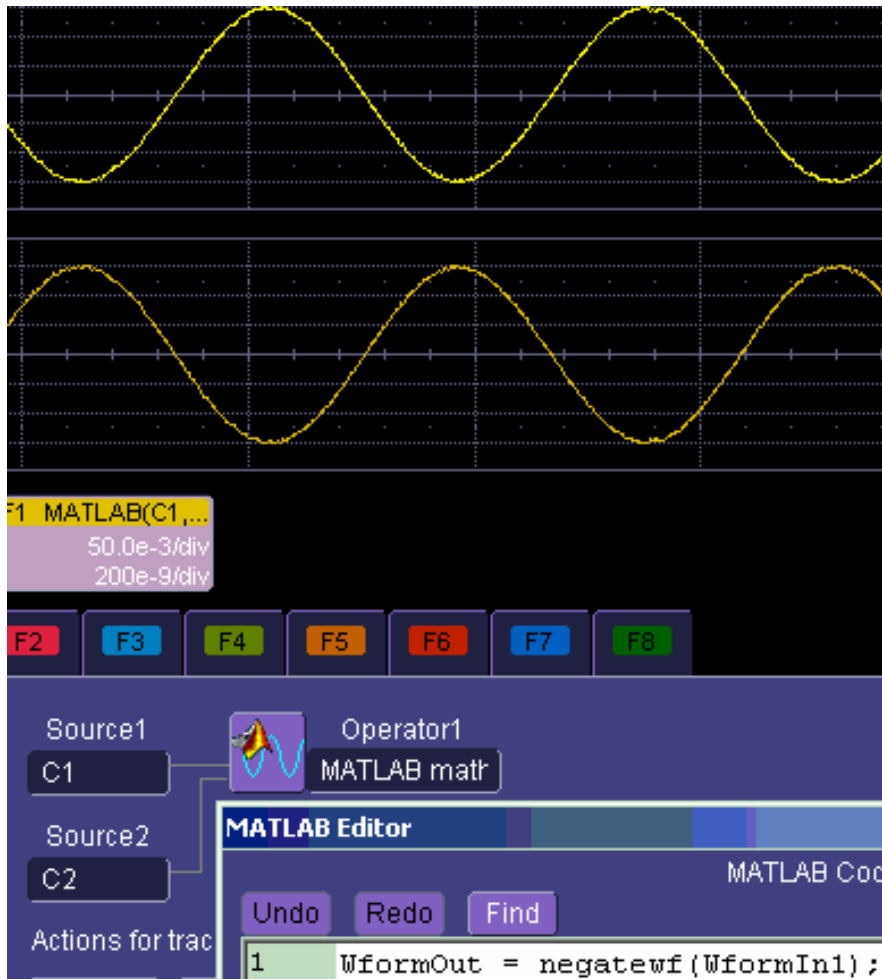 F1 MATLAB(C1,...
50.0e-3/div
200e-9/div
F2 F3 F4 F5 F6 F7 F8
Source1
Operator1
C1
MATLAB math
Source2
C2
MATLAB Editor
MATLAB Cod
Undo Redo Find
Actions for trac
1 WformOut = negatewf(WformIn1);